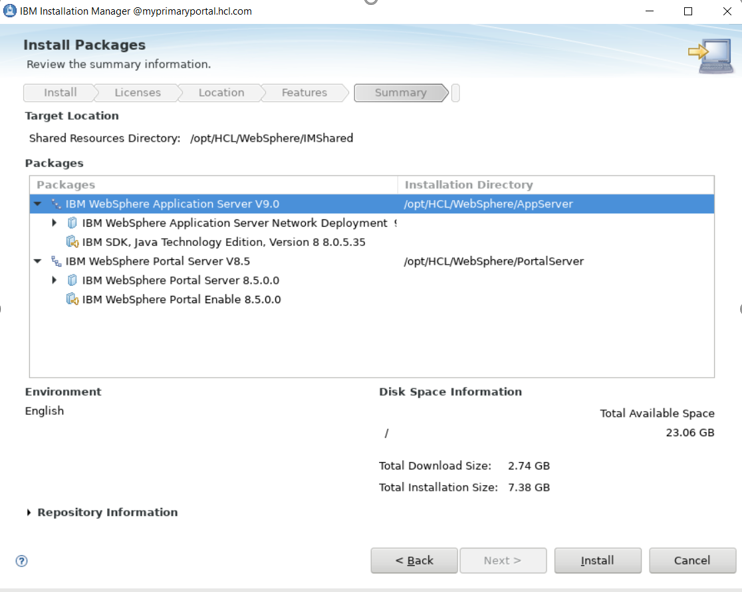 IBM Installation Manager @myprimaryportal.hcl.com
Install Packages
Review the summary information.
Install Licenses Location Features Summary
Target Location
Shared Resources Directory: /opt/HCL/WebSphere/IMShared
Packages
Packages Installation Directory
IBM WebSphere Application Server V9.0 /opt/HCL/WebSphere/AppServer
IBM WebSphere Application Server Network Deployment
IBM SDK, Java Technology Edition, Version 8 8.0.5.35
IBM WebSphere Portal Server V8.5 /opt/HCL/WebSphere/PortalServer
IBM WebSphere Portal Server 8.5.0.0
IBM WebSphere Portal Enable 8.5.0.0
Environment Disk Space Information
English
Total Available Space
/ 23.06 GB
Total Download Size: 2.74 GB
Total Installation Size: 7.38 GB
Repository Information
? < Back Next > Install Cancel